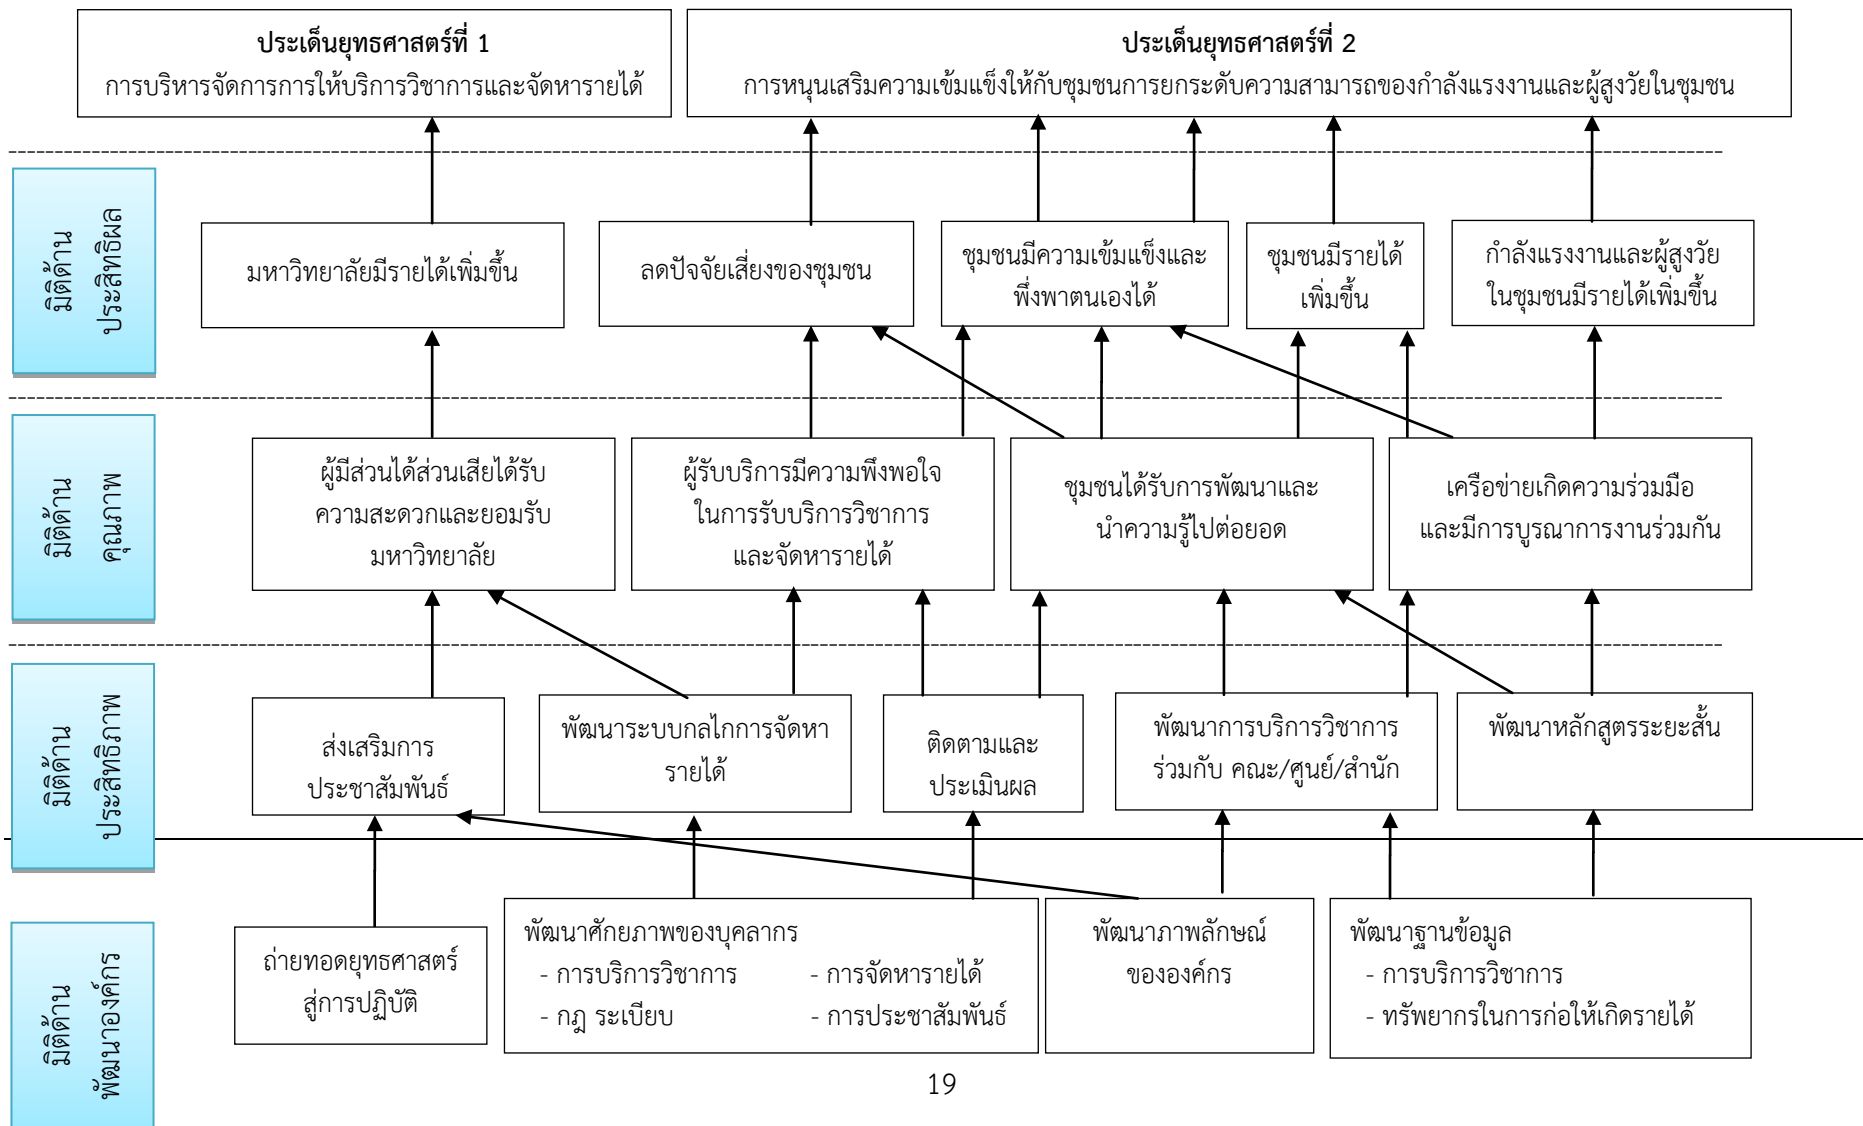 ประเด็นยุทธศาสตร์ที่ 1
การบริหารจัดการการให้บริการวิชาการและจัดหารายได้
ประเด็นยุทธศาสตร์ที่ 2
การหนุนเสริมความเข้มแข็งให้กับชุมชนการยกระดับความสามารถของกำลังแรงงานและผู้สูงวัยในชุมชน
มิติด้าน
ประสิทธิผล
มหาวิทยาลัยมีรายได้เพิ่มขึ้น
ลดปัจจัยเสี่ยงของชุมชน
ชุมชนมีความเข้มแข็งและ
พึ่งพาตนเองได้
ชุมชนมีรายได้
เพิ่มขึ้น
กำลังแรงงานและผู้สูงวัย
ในชุมชนมีรายได้เพิ่มขึ้น
มิติด้าน
คุณภาพ
ผู้มีส่วนได้ส่วนเสียได้รับ
ความสะดวกและยอมรับ
มหาวิทยาลัย
ผู้รับบริการมีความพึงพอใจ
ในการรับบริการวิชาการ
และจัดหารายได้
ชุมชนได้รับการพัฒนาและ
นำความรู้ไปต่อยอด
เครือข่ายเกิดความร่วมมือ
และมีการบูรณาการงานร่วมกัน
มิติด้าน
ประสิทธิภาพ
ส่งเสริมการ
ประชาสัมพันธ์
พัฒนาระบบกลไกการจัดหา
รายได้
ติดตามและ
ประเมินผล
พัฒนาการบริการวิชาการ
ร่วมกับ คณะ/ศูนย์/สำนัก
พัฒนาหลักสูตรระยะสั้น
มิติด้าน
พัฒนาองค์กร
ถ่ายทอดยุทธศาสตร์
สู่การปฏิบัติ
พัฒนาศักยภาพของบุคลากร
- การบริการวิชาการ - การจัดหารายได้
- กฎ ระเบียบ - การประชาสัมพันธ์
พัฒนาภาพลักษณ์
ขององค์กร
พัฒนาฐานข้อมูล
- การบริการวิชาการ
- ทรัพยากรในการก่อให้เกิดรายได้
19